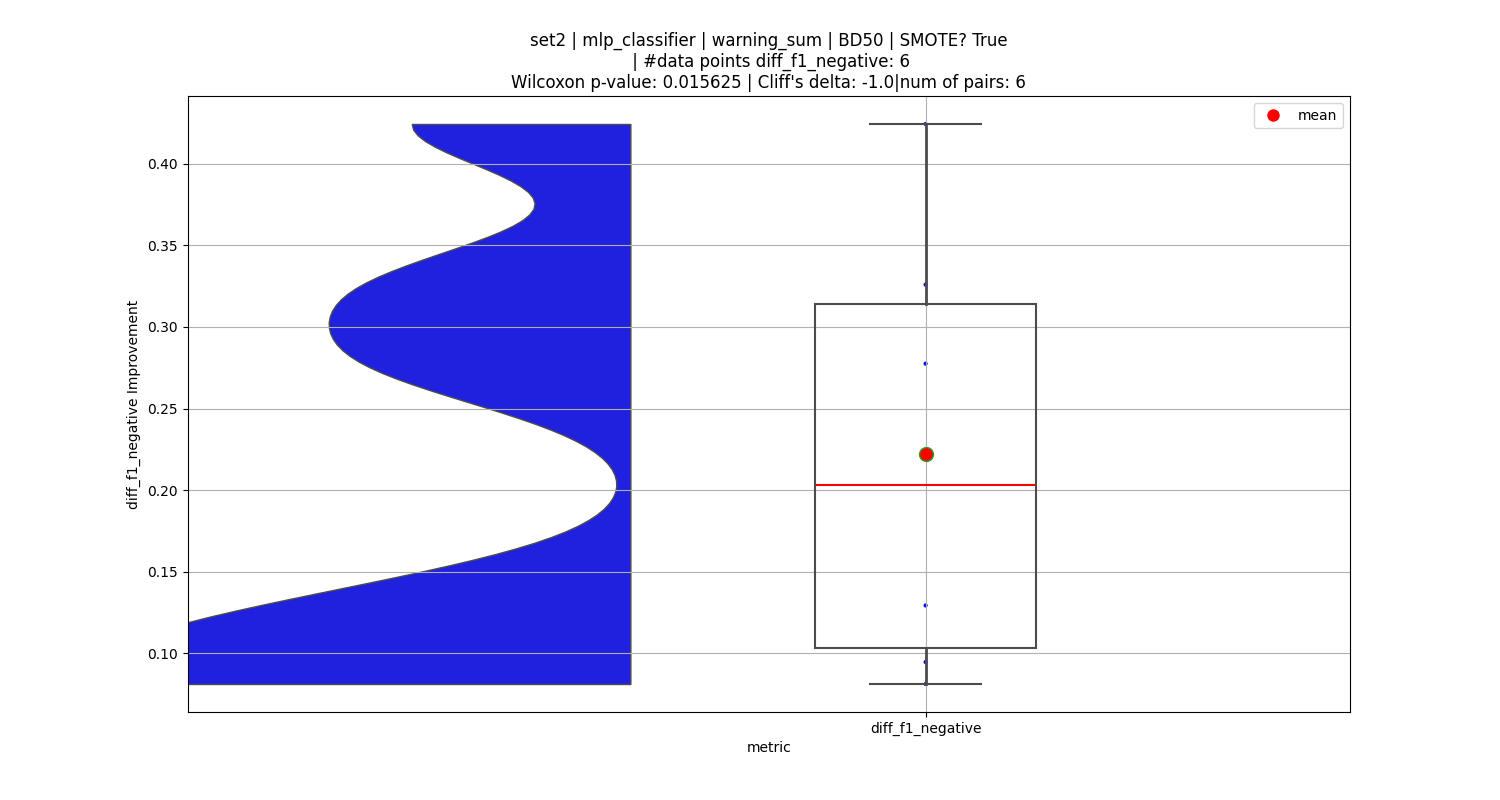 set2 | mlp_classifier | warning_sum | BD50 | SMOTE? True
| #data points diff_f1_negative: 6
Wilcoxon p-value: 0.015625 | Cliff's delta: -1.0|num of pairs: 6
mean
0.40
0.35
0.30
0.25
0.20
0.15
0.10
diff_f1_negative Improvement
diff_f1_negative
metric